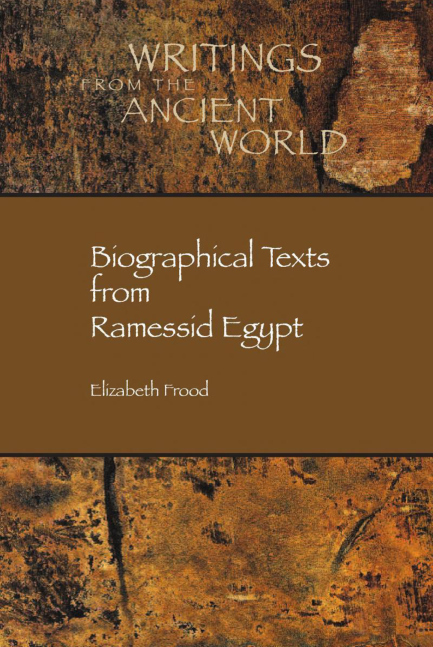 WRITINGS
FROM THE
ANCIENT
WORLD
Biographical Texts
from
Ramessid Egypt
Elizabeth Frood